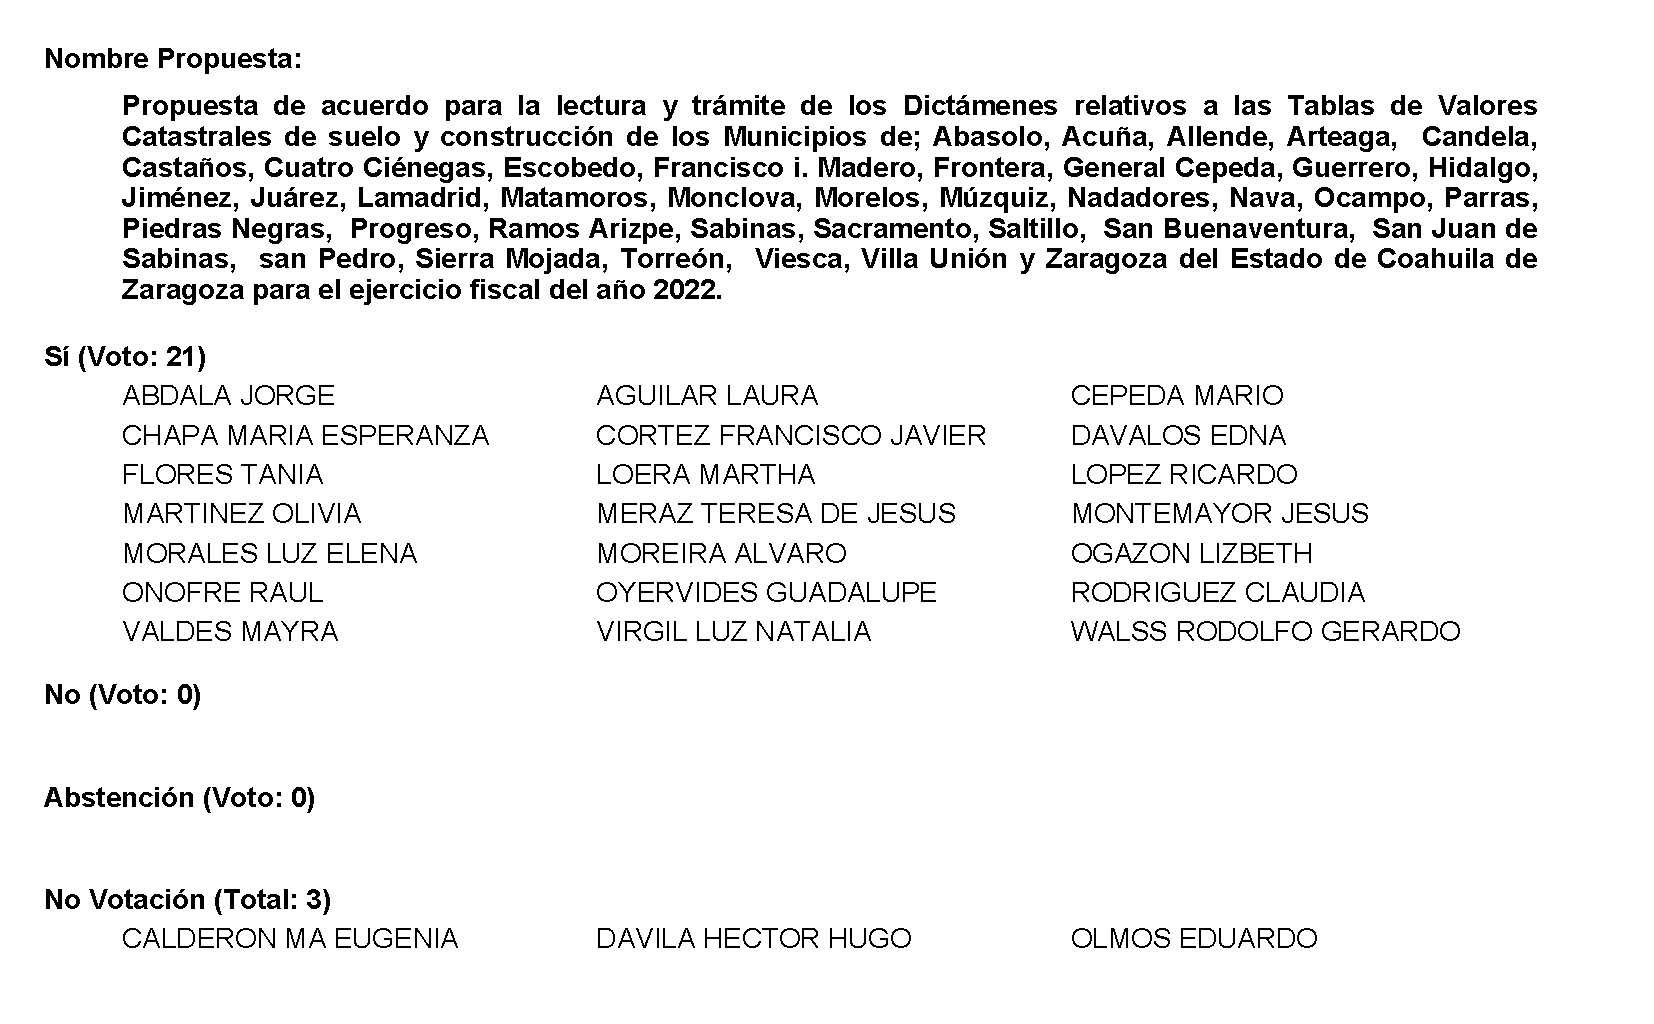 Nombre Propuesta:
Propuesta de acuerdo para la lectura y trámite de los Dictámenes relativos a las Tablas de Valores
Catastrales de suelo y construcción de los Municipios de; Abasolo, Acuña, Allende, Arteaga, Candela,
Castaños, Cuatro Ciénegas, Escobedo, Francisco i. Madero, Frontera, General Cepeda, Guerrero, Hidalgo,
Jiménez, Juárez, Lamadrid, Matamoros, Monclova, Morelos, Múzquiz, Nadadores, Nava, Ocampo, Parras,
Piedras Negras, Progreso, Ramos Arizpe, Sabinas, Sacramento, Saltillo, San Buenaventura, San Juan de
Sabinas, san Pedro, Sierra Mojada, Torreón, Viesca, Villa Unión y Zaragoza del Estado de Coahuila de
Zaragoza para el ejercicio fiscal del año 2022.
Sí (Voto: 21)
ABDALA JORGE AGUILAR LAURA CEPEDA MARIO
CHAPA MARIA ESPERANZA CORTEZ FRANCISCO JAVIER DAVALOS EDNA
FLORES TANIA LOERA MARTHA LOPEZ RICARDO
MARTINEZ OLIVIA MERAZ TERESA DE JESUS MONTEMAYOR JESUS
MORALES LUZ ELENA MOREIRA ALVARO OGAZON LIZBETH
ONOFRE RAUL OYERVIDES GUADALUPE RODRIGUEZ CLAUDIA
VALDES MAYRA VIRGIL LUZ NATALIA WALSS RODOLFO GERARDO
No (Voto: 0)
Abstención (Voto: 0)
No Votación (Total: 3)
CALDERON MA EUGENIA DAVILA HECTOR HUGO OLMOS EDUARDO